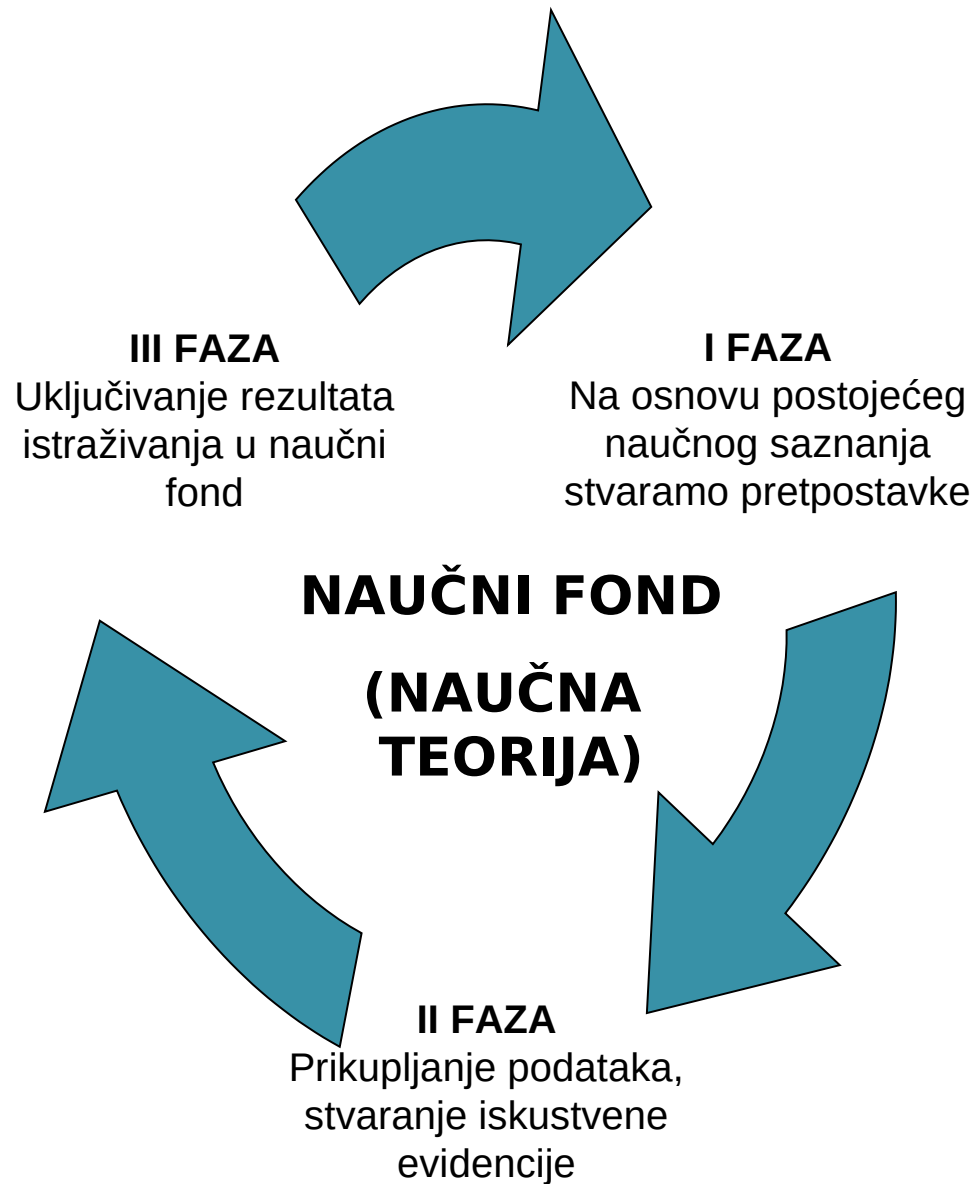 III FAZA
Uključivanje rezultata
istraživanja u naučni
fond
I FAZA
Na osnovu postojećeg
naučnog saznanja
stvaramo pretpostavke
NAUČNI FOND
(NAUČNA
TEORIJA)
II FAZA
Prikupljanje podataka,
stvaranje iskustvene
evidencije